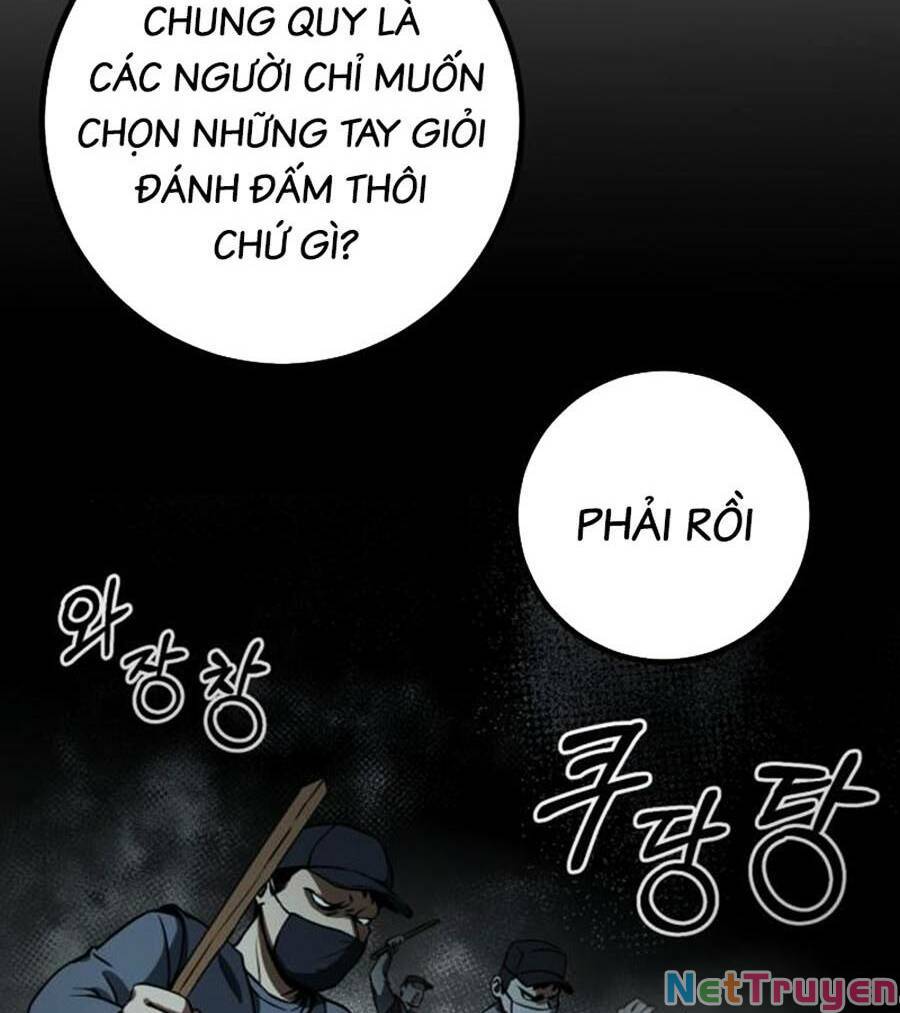 CHUNG QUY LÀ
CÁC NGƯỜI CHỈ MUỐN
CHỌN NHỮNG TAY GIỎI
ĐÁNH ĐẤM THÔI
CHỨ GÌ?
PHẢI RỒI
와장창
쿠당탕
NetTruyen